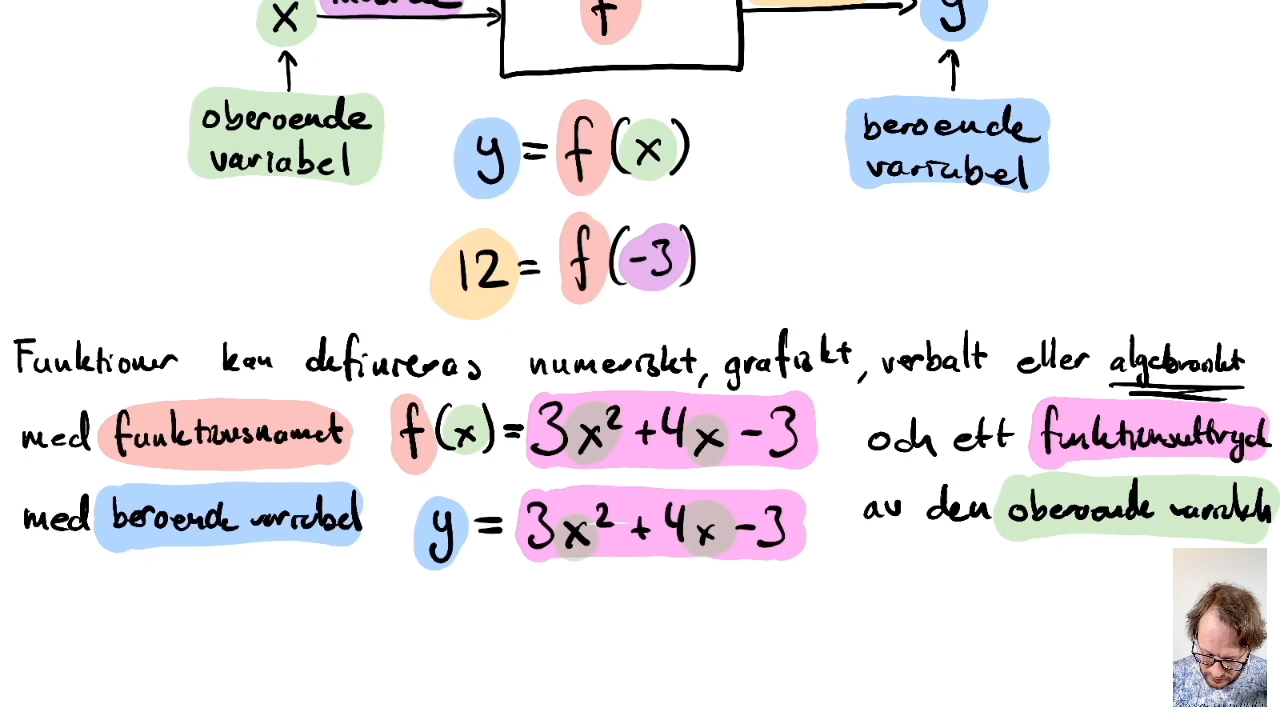 x f y
oberoende
variabel
beroende
variabel
y = f(x)
12 = f(-3)
Funktioner kan definieras numeriskt, grafiskt, verbalt eller algebraiskt
med funktionsnamet f(x) = 3x² + 4x - 3 och ett funktionsuttryck
med beroende variabel y = 3x² + 4x - 3 av den oberoende variabeln